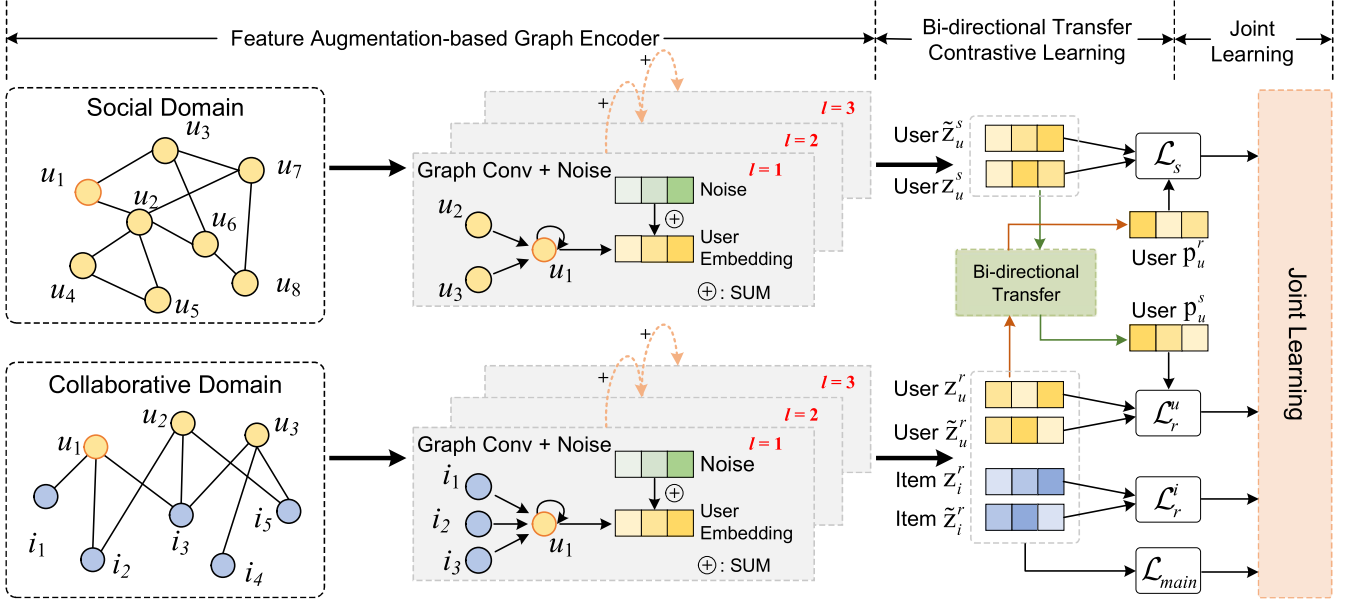 Feature Augmentation-based Graph Encoder
Bi-directional Transfer
Contrastive Learning
Joint
Learning
Social Domain
u₁
u₃
u₇
u₂
u₆
u₄
u₅
u₈
+
+
l = 3
l = 2
l = 1
Graph Conv + Noise
Noise
⊕
u₂
u₁
u₃
User
Embedding
⊕: SUM
User z̃ᵤˢ
User zᵤˢ
ℒₛ
User pᵤʳ
Bi-directional
Transfer
User pᵤˢ
Collaborative Domain
u₁
u₂
u₃
i₁
i₂
i₃
i₄
i₅
+
+
l = 3
l = 2
l = 1
Graph Conv + Noise
Noise
⊕
i₁
i₂
i₃
u₁
User
Embedding
⊕: SUM
User zᵤʳ
User z̃ᵤʳ
Item zᵢʳ
Item z̃ᵢʳ
ℒᵣᵘ
ℒᵣⁱ
ℒ_main
Joint Learning